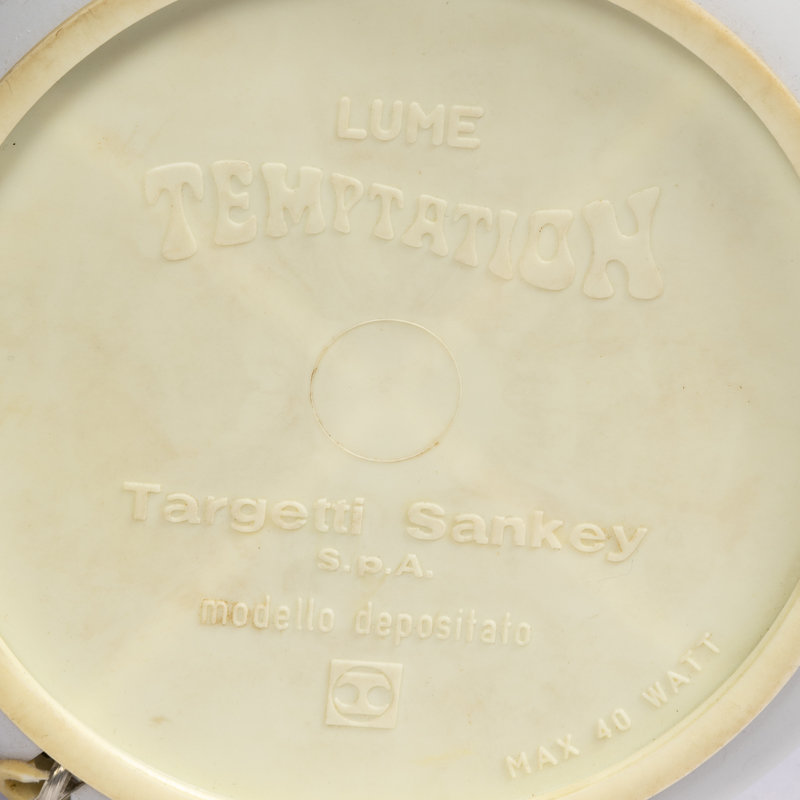 LUME
TEMPTATION
Targetti Sankey
S.p.A.
modello depositato
MAX 40 WATT